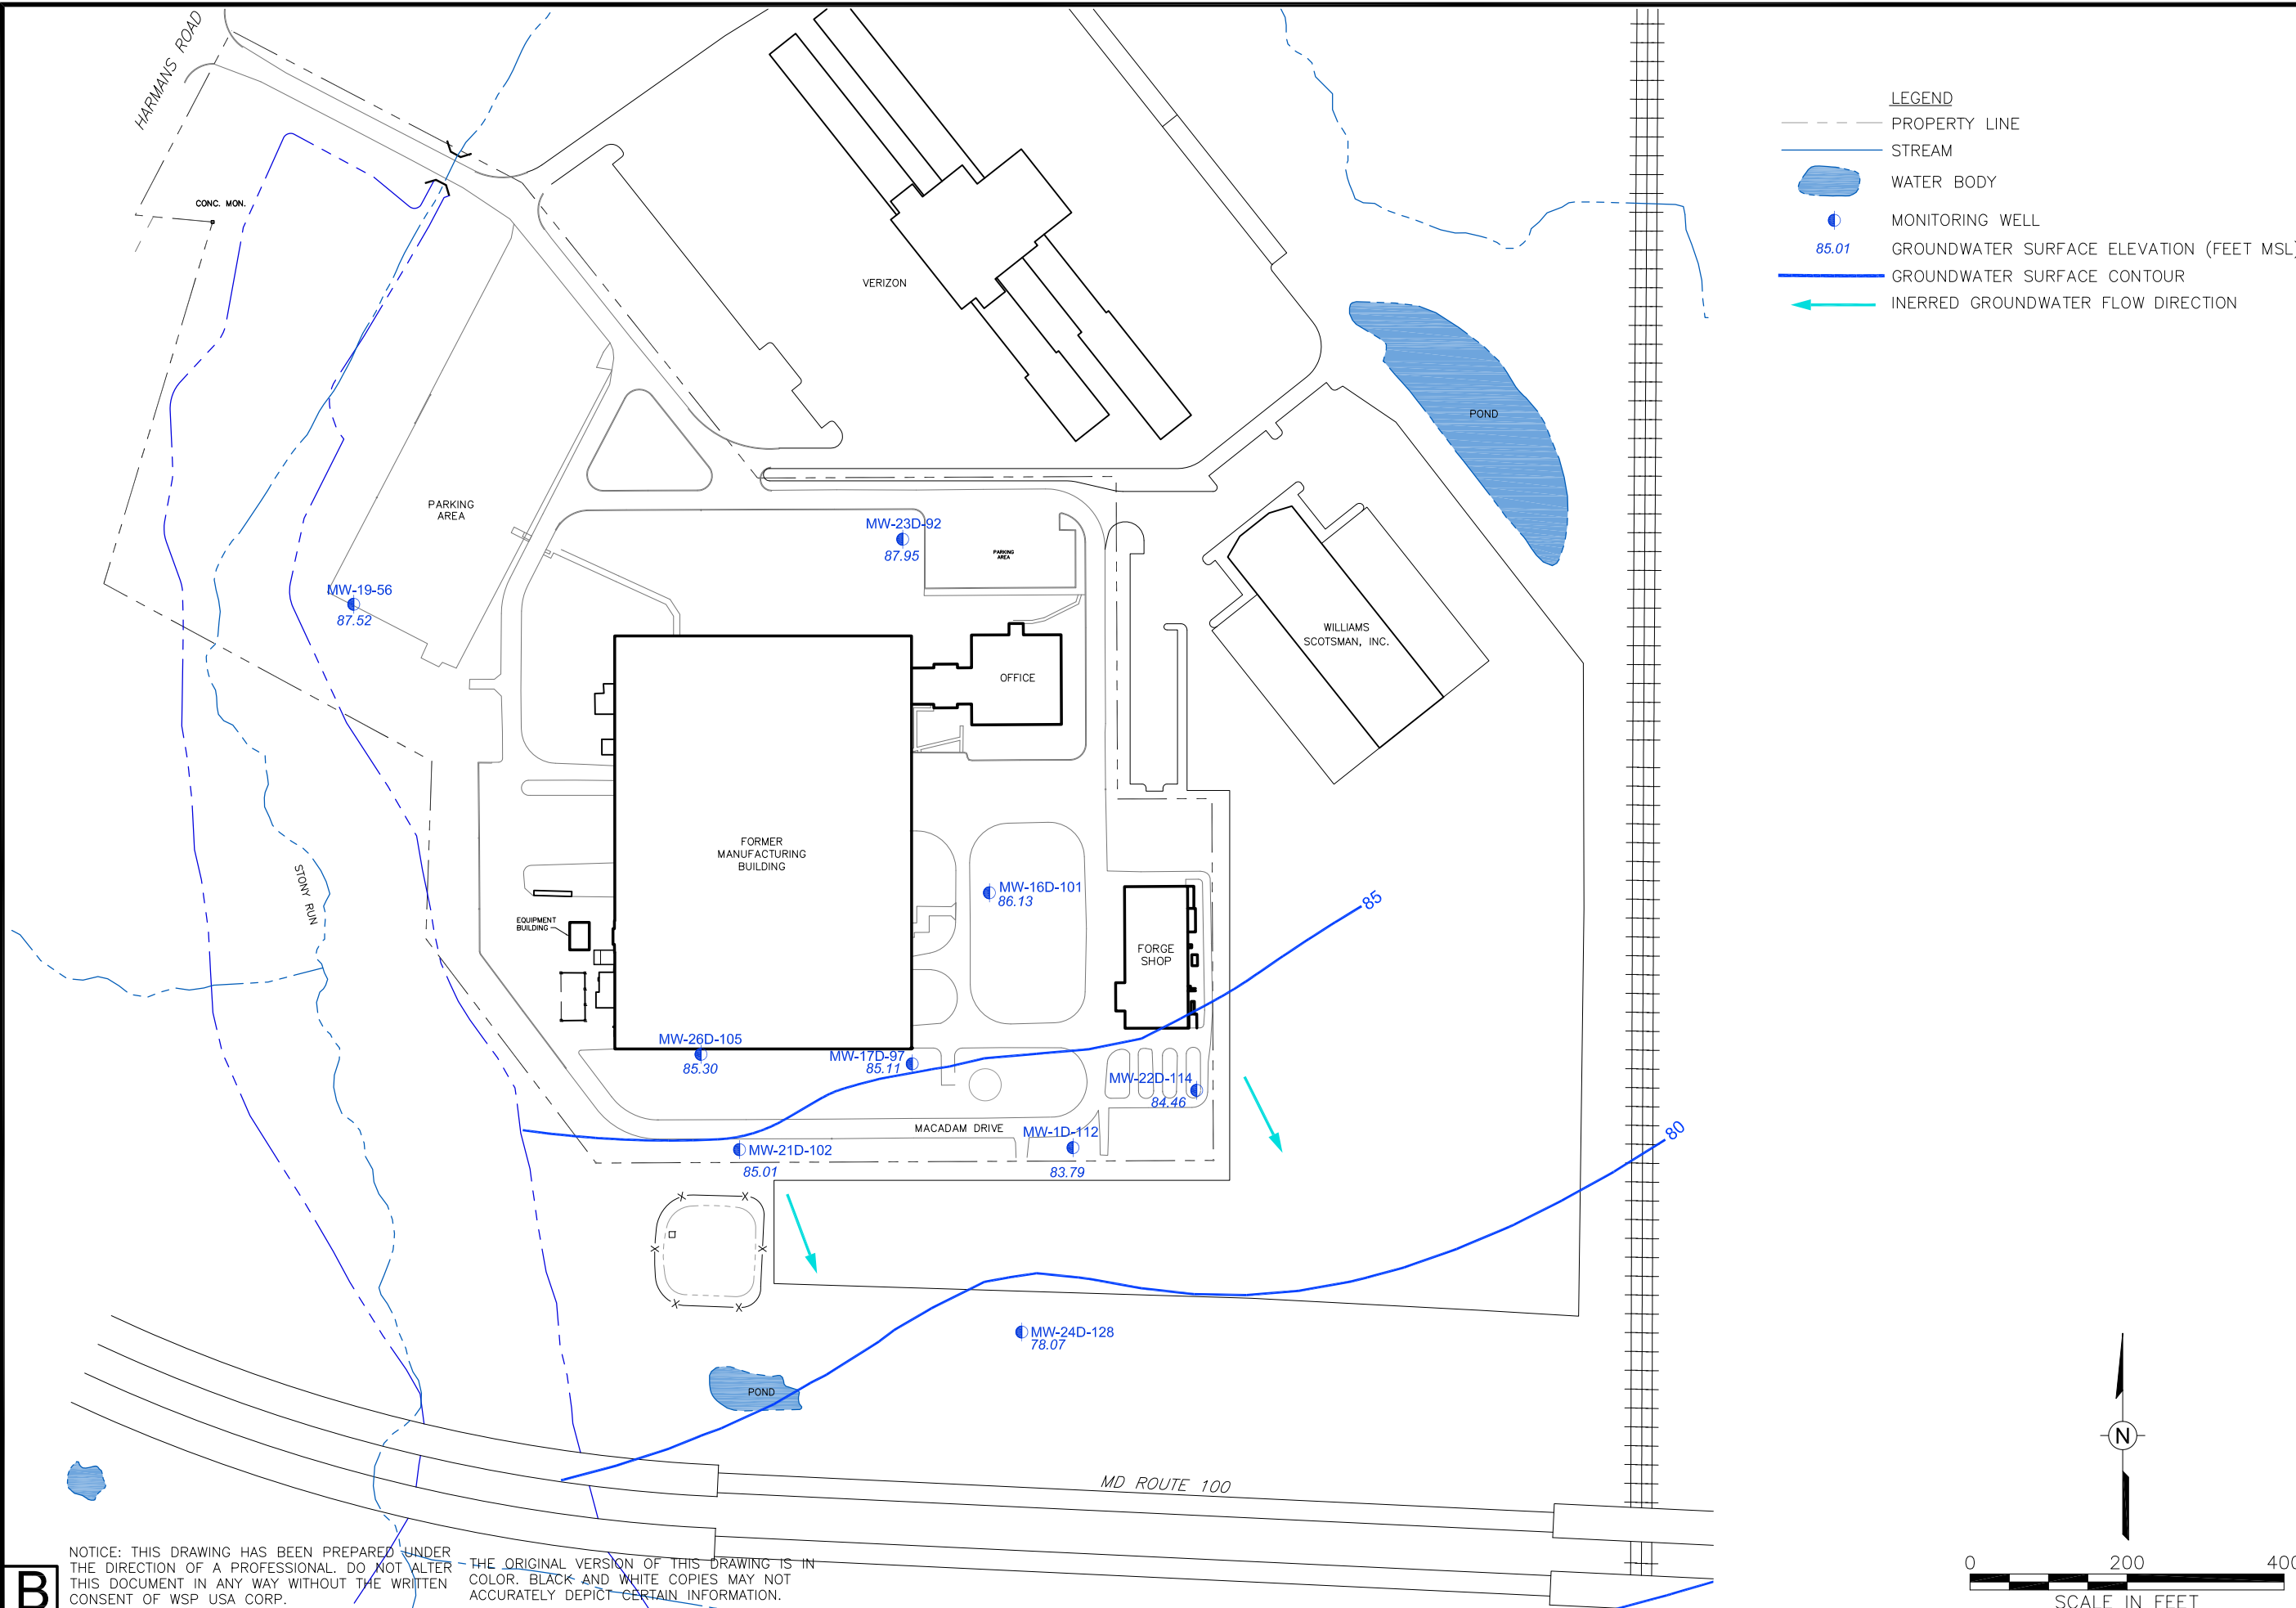 HARMANS ROAD
CONC. MON.
VERIZON
LEGEND
PROPERTY LINE
STREAM
WATER BODY
MONITORING WELL
85.01 GROUNDWATER SURFACE ELEVATION (FEET MSL)
GROUNDWATER SURFACE CONTOUR
INERRED GROUNDWATER FLOW DIRECTION
POND
PARKING
AREA
MW-23D-92
87.95
PARKING
AREA
MW-19-56
87.52
WILLIAMS
SCOTSMAN, INC.
OFFICE
FORMER
MANUFACTURING
BUILDING
STONY RUN
MW-16D-101
86.13
85
EQUIPMENT
BUILDING
FORGE
SHOP
MW-26D-105
85.30
MW-17D-97
85.11
MW-22D-114
84.46
MACADAM DRIVE
MW-1D-112
83.79
80
MW-21D-102
85.01
X X
X X
X X
MW-24D-128
78.07
POND
MD ROUTE 100
N
B
NOTICE: THIS DRAWING HAS BEEN PREPARED UNDER
THE DIRECTION OF A PROFESSIONAL. DO NOT ALTER
THIS DOCUMENT IN ANY WAY WITHOUT THE WRITTEN
CONSENT OF WSP USA CORP.
THE ORIGINAL VERSION OF THIS DRAWING IS IN
COLOR. BLACK AND WHITE COPIES MAY NOT
ACCURATELY DEPICT CERTAIN INFORMATION.
0 200 400
SCALE IN FEET